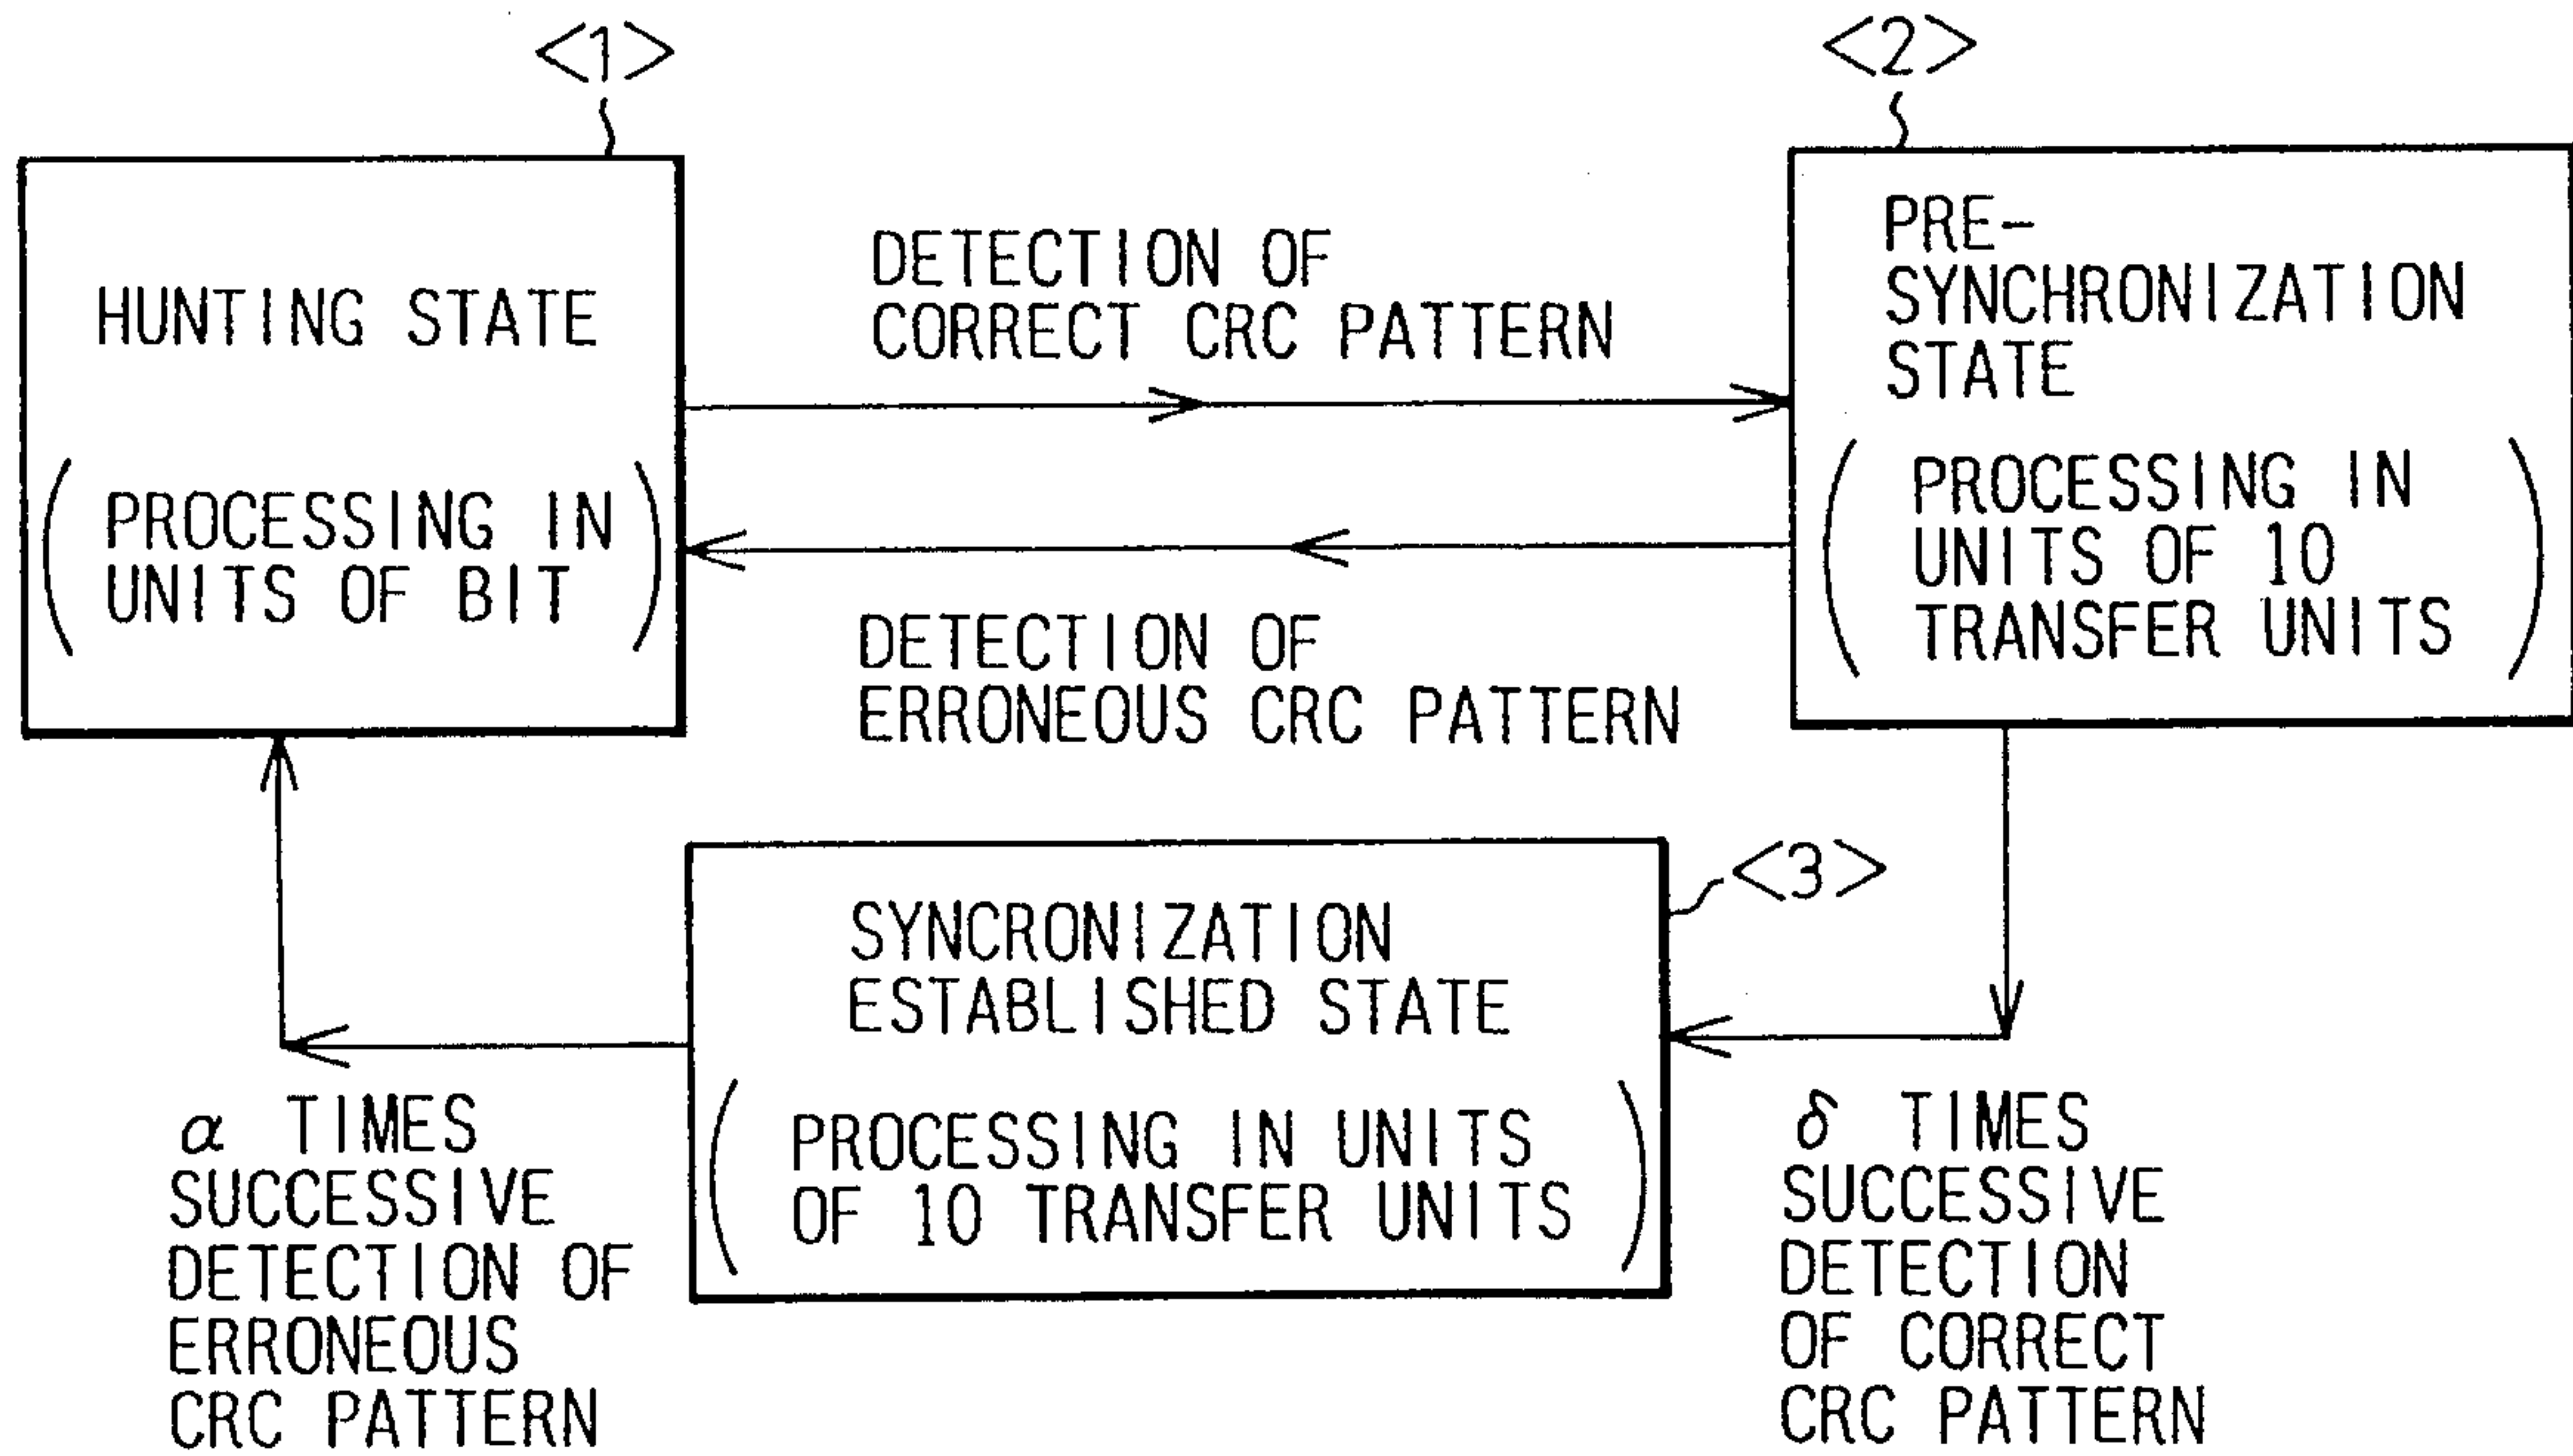 <1>
HUNTING STATE
(PROCESSING IN
UNITS OF BIT)
DETECTION OF
CORRECT CRC PATTERN
DETECTION OF
ERRONEOUS CRC PATTERN
<2>
PRE-
SYNCHRONIZATION
STATE
(PROCESSING IN
UNITS OF 10
TRANSFER UNITS)
<3>
SYNCRONIZATION
ESTABLISHED STATE
(PROCESSING IN UNITS
OF 10 TRANSFER UNITS)
α TIMES
SUCCESSIVE
DETECTION OF
ERRONEOUS
CRC PATTERN
δ TIMES
SUCCESSIVE
DETECTION
OF CORRECT
CRC PATTERN